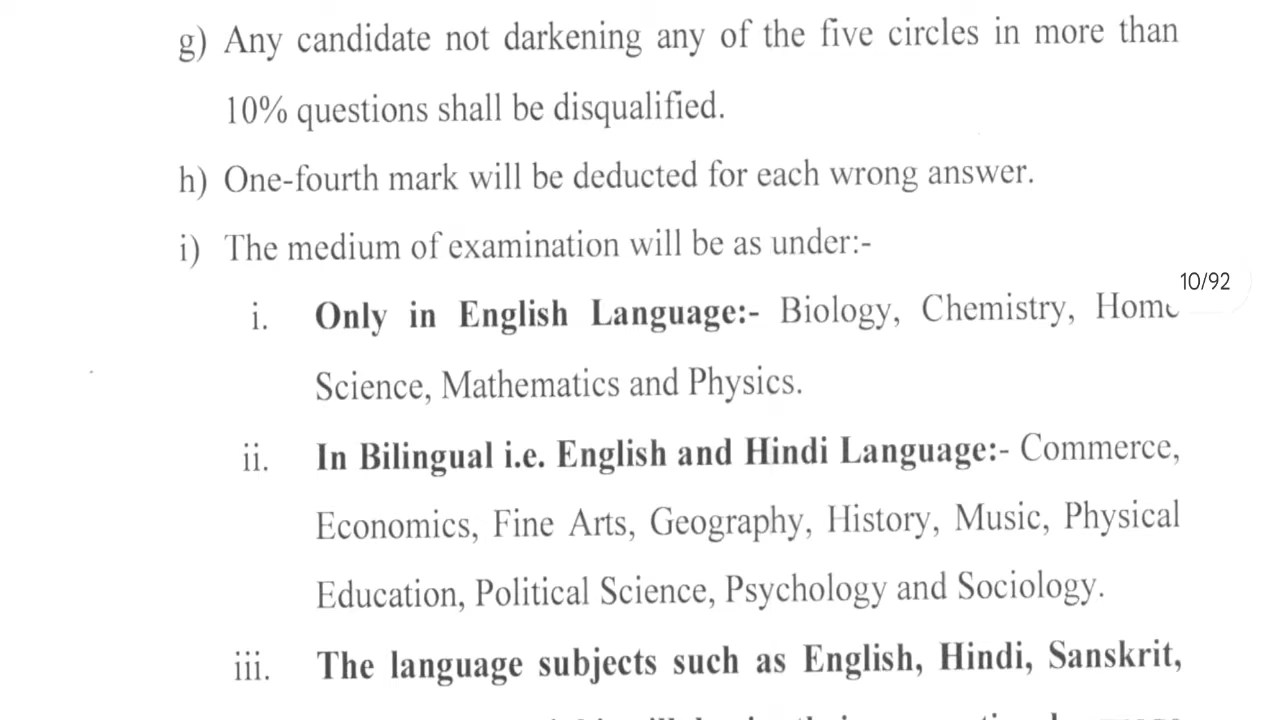 g) Any candidate not darkening any of the five circles in more than
10% questions shall be disqualified.
h) One-fourth mark will be deducted for each wrong answer.
i) The medium of examination will be as under:-
10/92
i. Only in English Language:- Biology, Chemistry, Home
Science, Mathematics and Physics.
ii. In Bilingual i.e. English and Hindi Language:- Commerce,
Economics, Fine Arts, Geography, History, Music, Physical
Education, Political Science, Psychology and Sociology.
iii. The language subjects such as English, Hindi, Sanskrit,